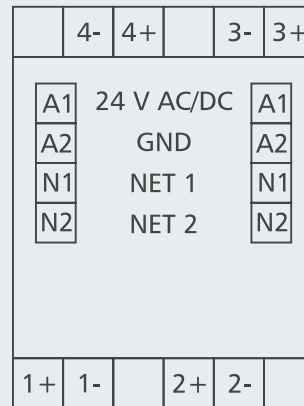 4- 4+ 3- 3+
A1 24 V AC/DC A1
A2 GND A2
N1 NET 1 N1
N2 NET 2 N2
1+ 1- 2+ 2-